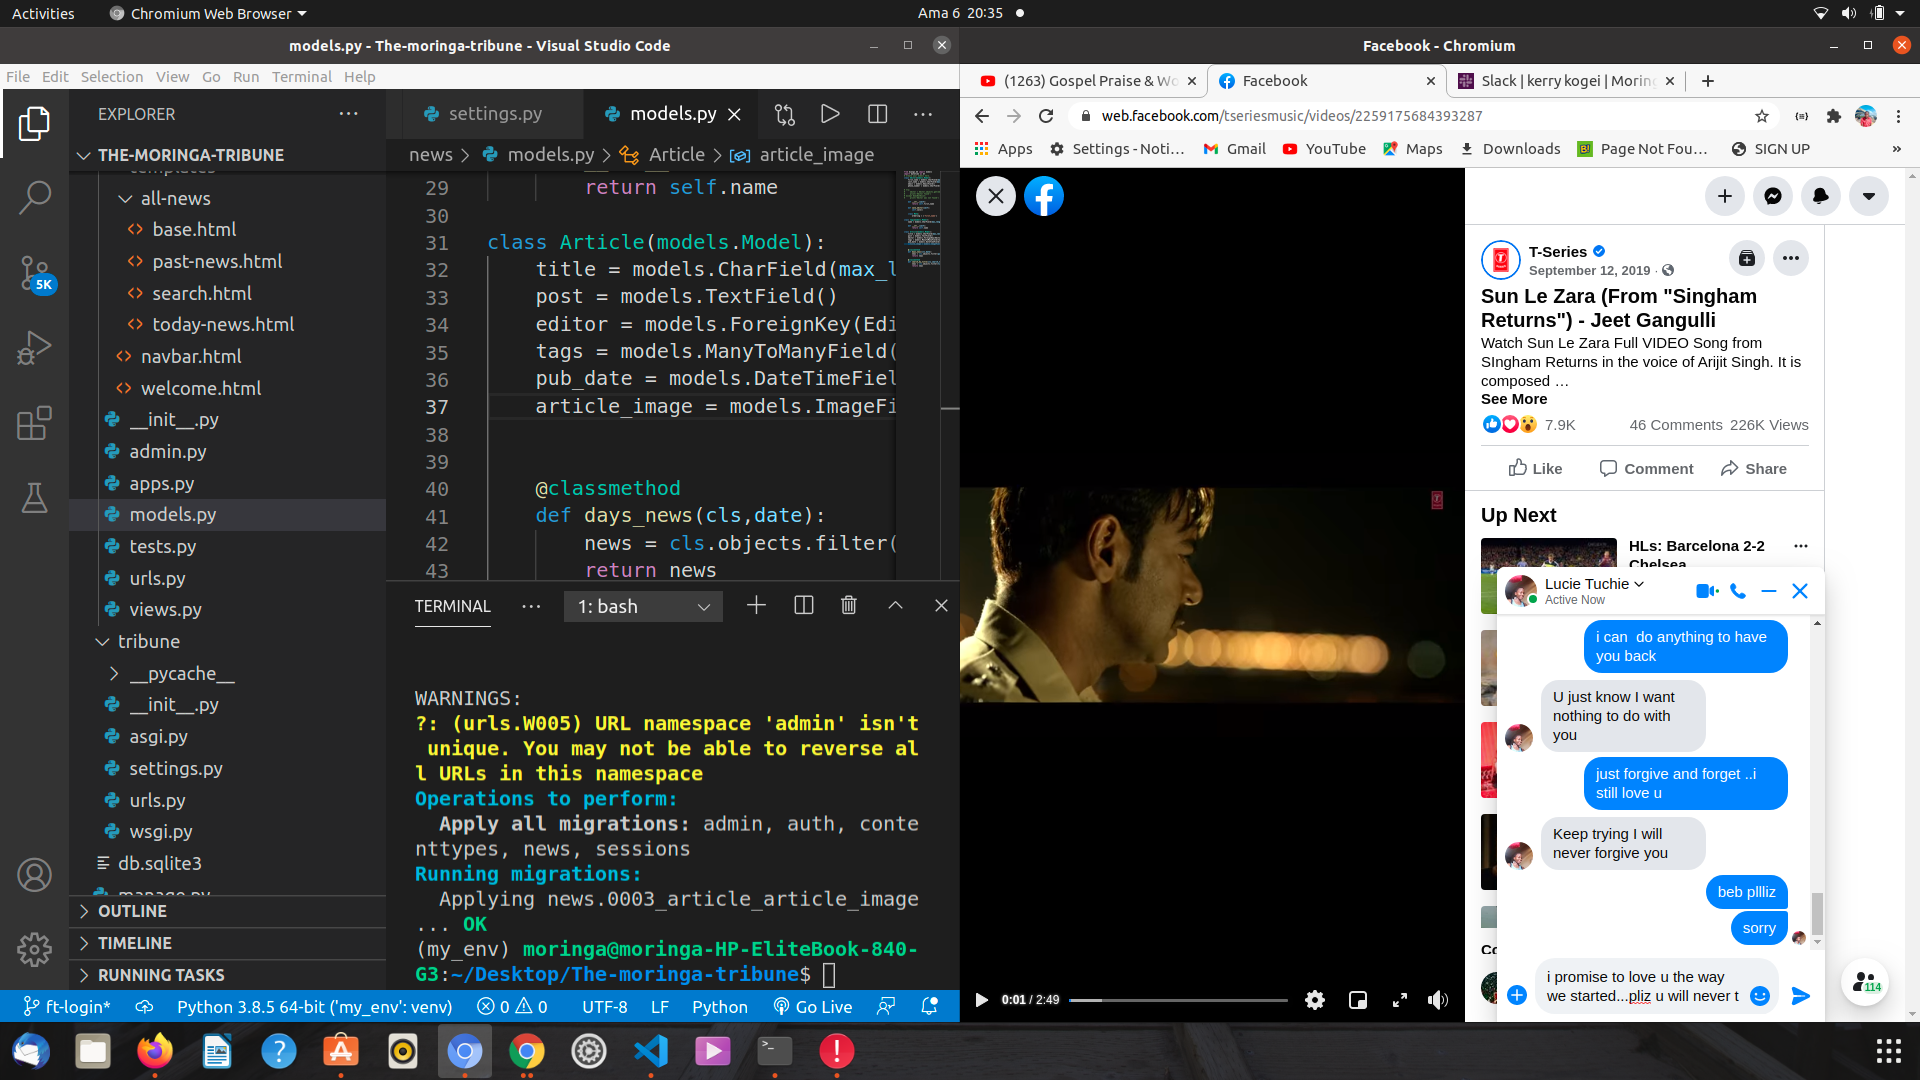 Activities
Chromium Web Browser
Ama 6 20:35
models.py - The-moringa-tribune - Visual Studio Code
File Edit Selection View Go Run Terminal Help
EXPLORER
THE-MORINGA-TRIBUNE
templates
all-news
base.html
past-news.html
search.html
today-news.html
navbar.html
welcome.html
__init__.py
admin.py
apps.py
models.py
tests.py
urls.py
views.py
tribune
__pycache__
__init__.py
asgi.py
settings.py
urls.py
wsgi.py
db.sqlite3
manage.py
OUTLINE
TIMELINE
RUNNING TASKS
5K
settings.py
models.py
news > models.py > Article > article_image
29 return self.name
30
31 class Article(models.Model):
32 title = models.CharField(max_l
33 post = models.TextField()
34 editor = models.ForeignKey(Edi
35 tags = models.ManyToManyField(
36 pub_date = models.DateTimeFiel
37 article_image = models.ImageFi
38
39
40 @classmethod
41 def days_news(cls,date):
42 news = cls.objects.filter(
43 return news
TERMINAL
1: bash
WARNINGS:
?: (urls.W005) URL namespace 'admin' isn't
unique. You may not be able to reverse al
l URLs in this namespace
Operations to perform:
Apply all migrations: admin, auth, conte
nttypes, news, sessions
Running migrations:
Applying news.0003_article_article_image
... OK
(my_env) moringa@moringa-HP-EliteBook-840-
G3:~/Desktop/The-moringa-tribune$
ft-login*
Python 3.8.5 64-bit ('my_env': venv)
0 0
UTF-8
LF
Python
Go Live
Facebook - Chromium
(1263) Gospel Praise & Wo
Facebook
Slack | kerry kogei | Moring
web.facebook.com/tseriesmusic/videos/2259175684393287
Apps
Settings - Noti...
Gmail
YouTube
Maps
Downloads
Page Not Fou...
SIGN UP
»
T-Series
September 12, 2019 ·
Sun Le Zara (From "Singham
Returns") - Jeet Gangulli
Watch Sun Le Zara Full VIDEO Song from
SIngham Returns in the voice of Arijit Singh. It is
composed …
See More
7.9K
46 Comments 226K Views
Like
Comment
Share
Up Next
HLs: Barcelona 2-2
Chelsea
Lucie Tuchie
Active Now
i can do anything to have
you back
U just know I want
nothing to do with
you
just forgive and forget ..i
still love u
Keep trying I will
never forgive you
beb pllliz
sorry
i promise to love u the way
we started...pliz u will never t
Co
114
0:01 / 2:49